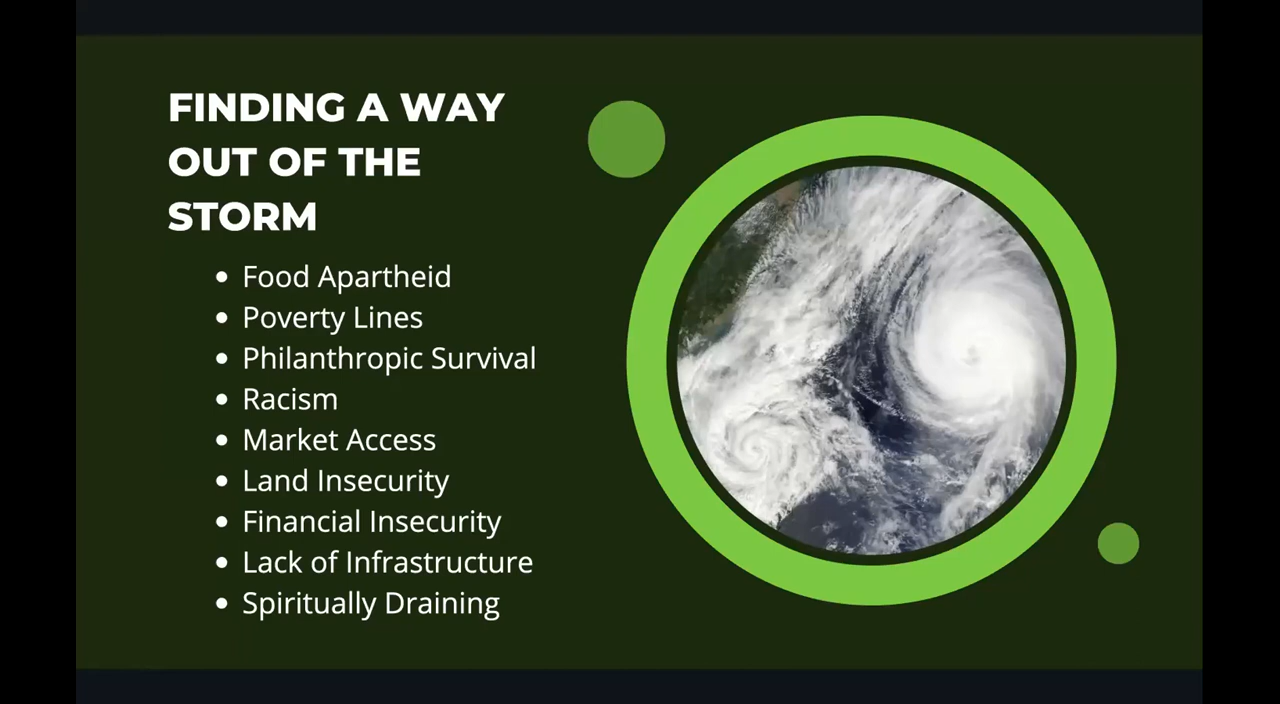 FINDING A WAY
OUT OF THE
STORM
• Food Apartheid
• Poverty Lines
• Philanthropic Survival
• Racism
• Market Access
• Land Insecurity
• Financial Insecurity
• Lack of Infrastructure
• Spiritually Draining